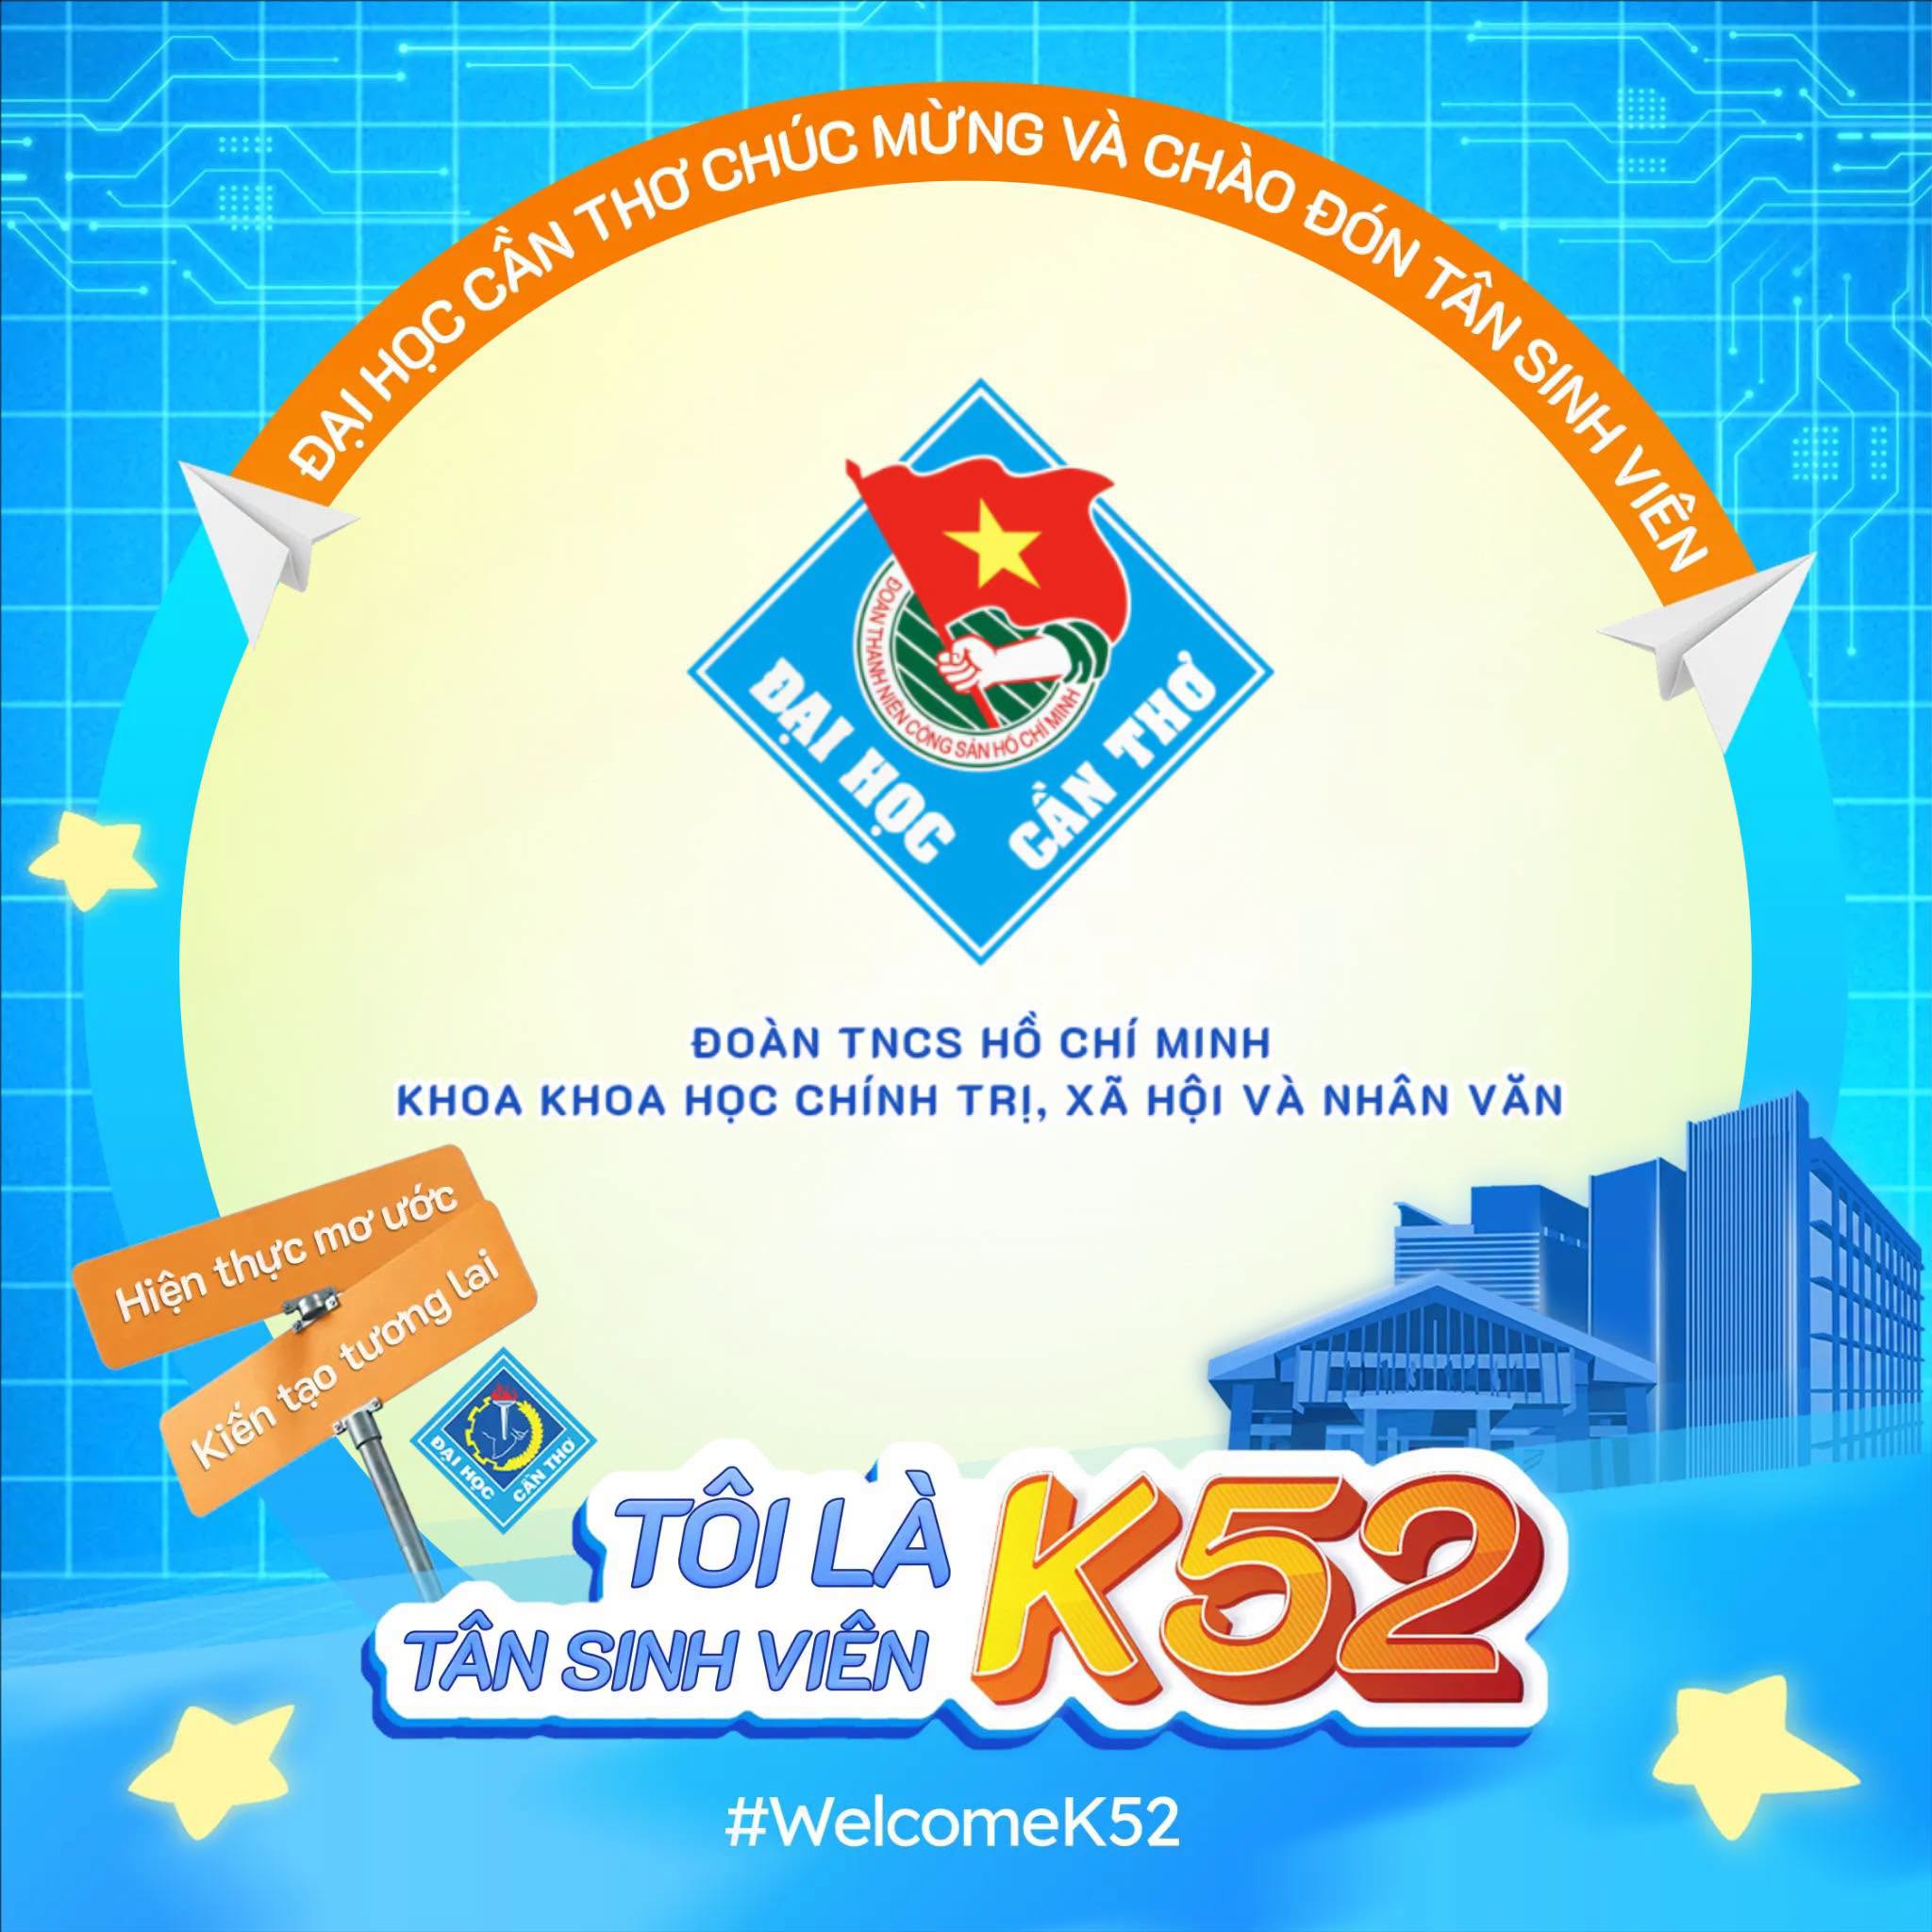 ĐẠI HỌC CẦN THƠ CHÚC MỪNG VÀ CHÀO ĐÓN TÂN SINH VIÊN
ĐOÀN THANH NIÊN CỘNG SẢN HỒ CHÍ MINH
ĐẠI HỌC CẦN THƠ
ĐOÀN TNCS HỒ CHÍ MINH
KHOA KHOA HỌC CHÍNH TRỊ, XÃ HỘI VÀ NHÂN VĂN
Hiện thực mơ ước
Kiến tạo tương lai
ĐẠI HỌC CẦN THƠ
TÔI LÀ
TÂN SINH VIÊN
K52
#WelcomeK52